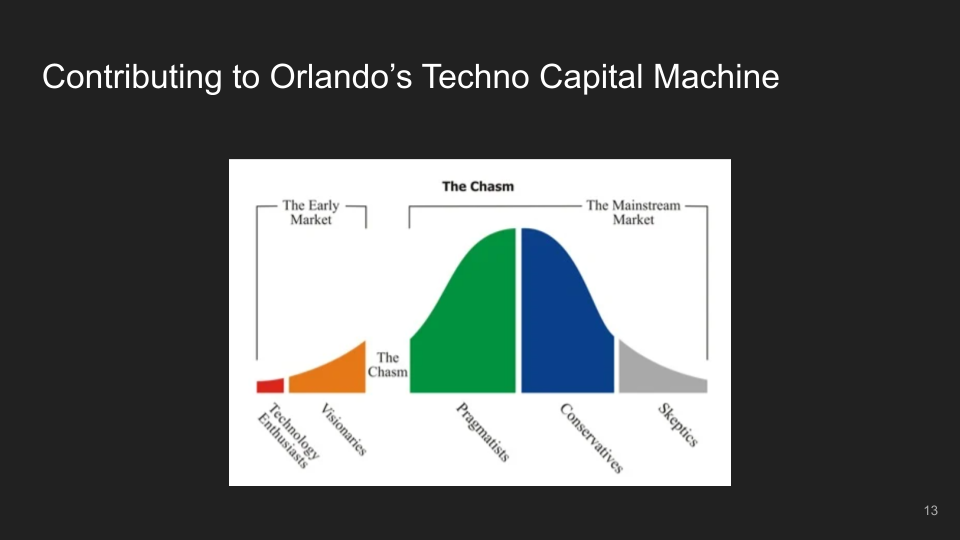 Contributing to Orlando’s Techno Capital Machine
The Chasm
The Early
Market
The Mainstream
Market
The
Chasm
Technology
Enthusiasts
Visionaries
Pragmatists
Conservatives
Skeptics
13